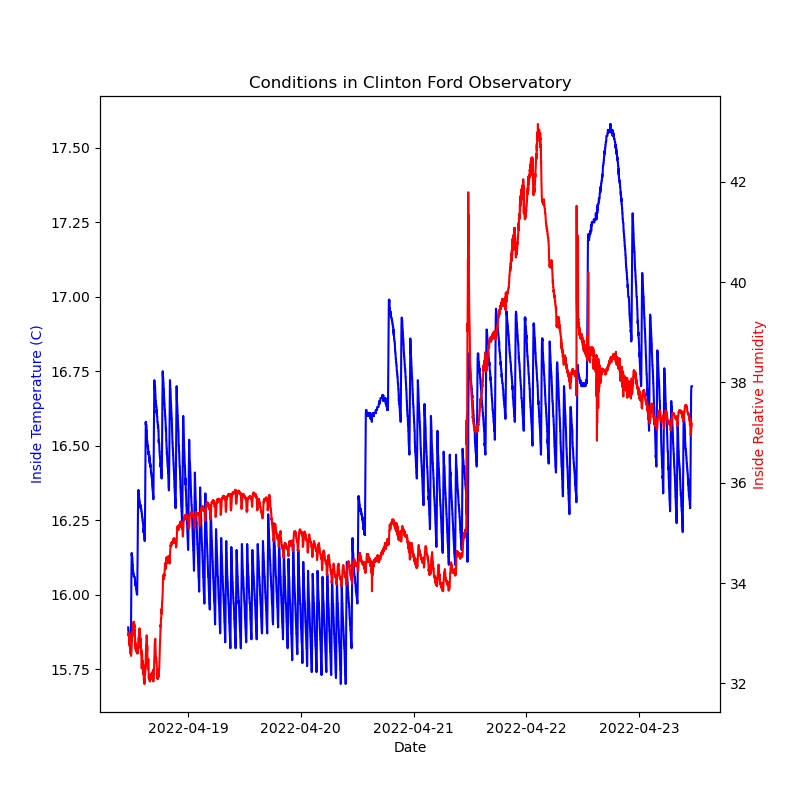 Conditions in Clinton Ford Observatory
17.50
17.25
17.00
16.75
16.50
16.25
16.00
15.75
Inside Temperature (C)
42
40
38
36
34
32
Inside Relative Humidity
2022-04-19 2022-04-20 2022-04-21 2022-04-22 2022-04-23
Date